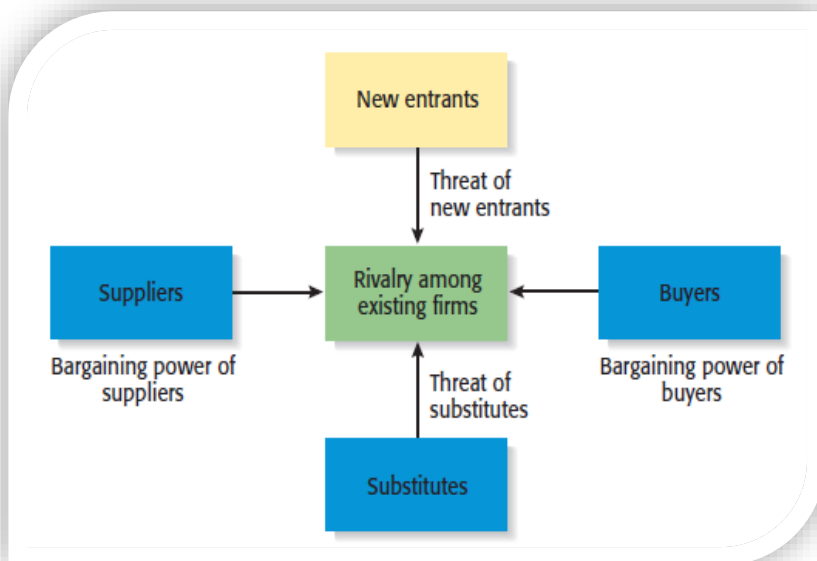 New entrants
Threat of
new entrants
Suppliers
Rivalry among
existing firms
Buyers
Bargaining power of
suppliers
Threat of
substitutes
Bargaining power of
buyers
Substitutes